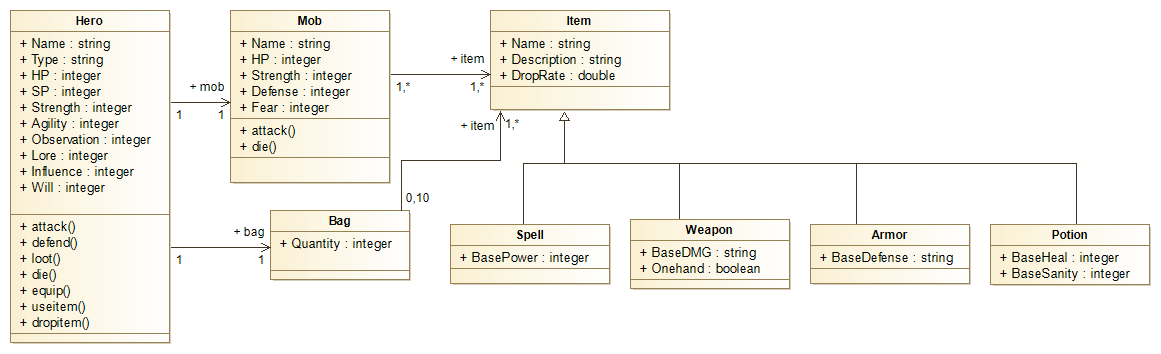 Hero
+ Name : string
+ Type : string
+ HP : integer
+ SP : integer
+ Strength : integer
+ Agility : integer
+ Observation : integer
+ Lore : integer
+ Influence : integer
+ Will : integer
+ attack()
+ defend()
+ loot()
+ die()
+ equip()
+ useitem()
+ dropitem()
+ mob
1
1
+ bag
1
1
Mob
+ Name : string
+ HP : integer
+ Strength : integer
+ Defense : integer
+ Fear : integer
+ attack()
+ die()
+ item
1,*
1,*
Item
+ Name : string
+ Description : string
+ DropRate : double
+ item
1,*
0,10
Bag
+ Quantity : integer
Spell
+ BasePower : integer
Weapon
+ BaseDMG : string
+ Onehand : boolean
Armor
+ BaseDefense : string
Potion
+ BaseHeal : integer
+ BaseSanity : integer